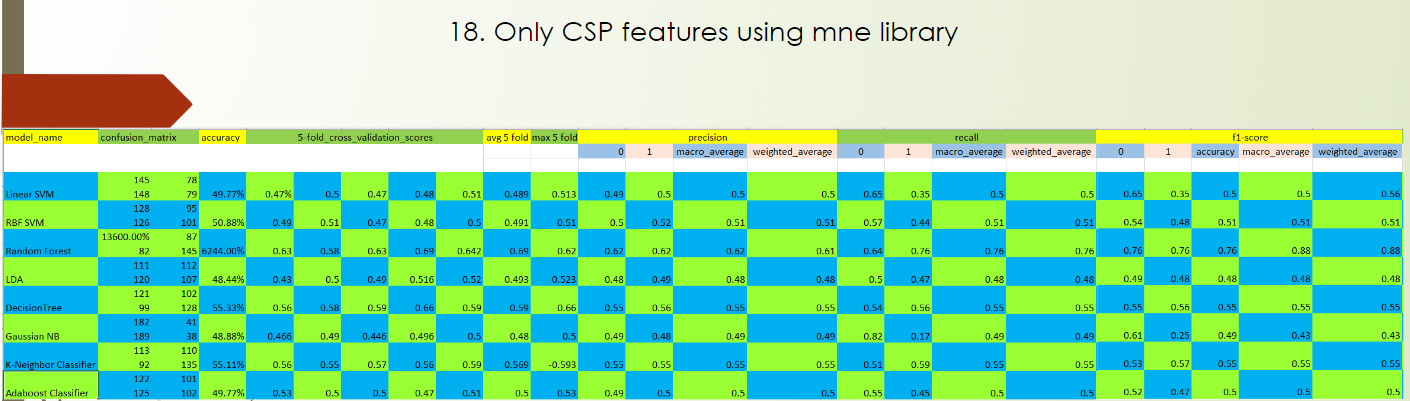 18. Only CSP features using mne library
model_name confusion_matrix accuracy 5-fold_cross_validation_scores avg 5 fold max 5 fold precision recall f1-score
0 1 macro_average weighted_average 0 1 macro_average weighted_average 0 1 accuracy macro_average weighted_average
145 78
Linear SVM 148 79 49.77% 0.47% 0.5 0.47 0.48 0.51 0.489 0.513 0.49 0.5 0.5 0.5 0.65 0.35 0.5 0.5 0.65 0.35 0.5 0.5 0.56
128 95
RBF SVM 126 101 50.88% 0.49 0.51 0.47 0.48 0.5 0.491 0.51 0.5 0.52 0.51 0.51 0.57 0.44 0.51 0.51 0.54 0.48 0.51 0.51 0.51
13600.00% 87
Random Forest 82 145 6244.00% 0.63 0.58 0.63 0.69 0.642 0.69 0.62 0.62 0.62 0.62 0.61 0.64 0.76 0.76 0.76 0.76 0.76 0.76 0.88 0.88
111 112
LDA 120 107 48.44% 0.43 0.5 0.49 0.516 0.52 0.493 0.523 0.48 0.49 0.48 0.48 0.5 0.47 0.48 0.48 0.49 0.48 0.48 0.48 0.48
121 102
DecisionTree 99 128 55.33% 0.56 0.58 0.59 0.66 0.59 0.59 0.66 0.55 0.56 0.55 0.55 0.54 0.56 0.55 0.55 0.55 0.56 0.55 0.55 0.55
182 41
Gaussian NB 189 38 48.88% 0.466 0.49 0.446 0.496 0.5 0.48 0.5 0.49 0.48 0.49 0.49 0.82 0.17 0.49 0.49 0.61 0.25 0.49 0.43 0.43
113 110
K-Neighbor Classifier 92 135 55.11% 0.56 0.55 0.57 0.56 0.59 0.569 -0.593 0.55 0.55 0.55 0.55 0.51 0.59 0.55 0.55 0.53 0.57 0.55 0.55 0.55
122 101
Adaboost Classifier 125 102 49.77% 0.53 0.5 0.5 0.47 0.51 0.5 0.53 0.49 0.5 0.5 0.5 0.55 0.45 0.5 0.5 0.52 0.47 0.5 0.5 0.5